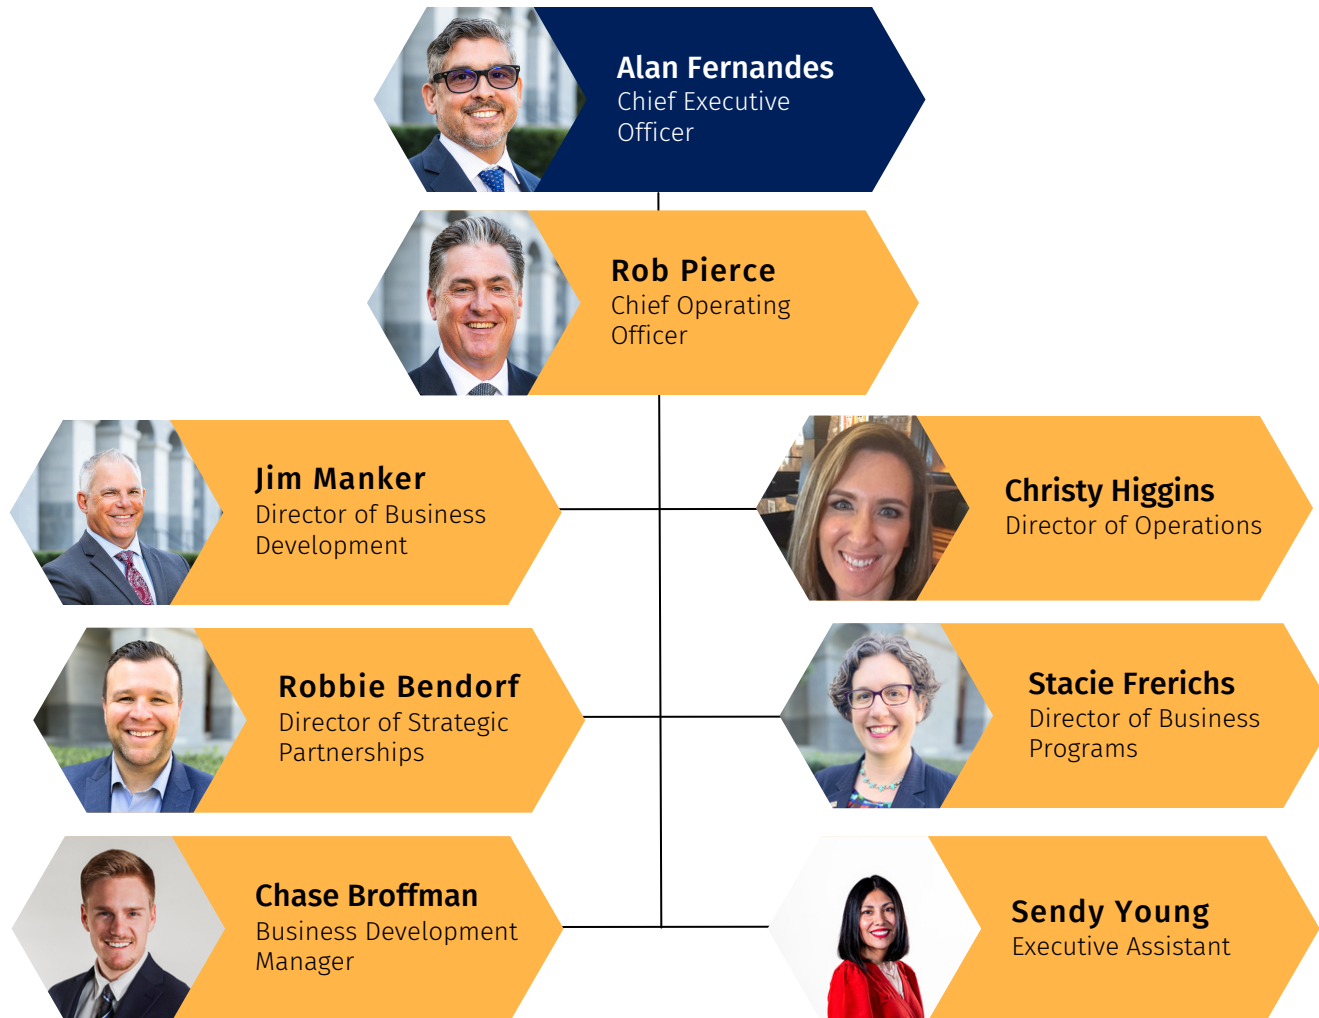 Alan Fernandes
Chief Executive
Officer
Rob Pierce
Chief Operating
Officer
Jim Manker
Director of Business
Development
Christy Higgins
Director of Operations
Robbie Bendorf
Director of Strategic
Partnerships
Stacie Frerichs
Director of Business
Programs
Chase Broffman
Business Development
Manager
Sendy Young
Executive Assistant